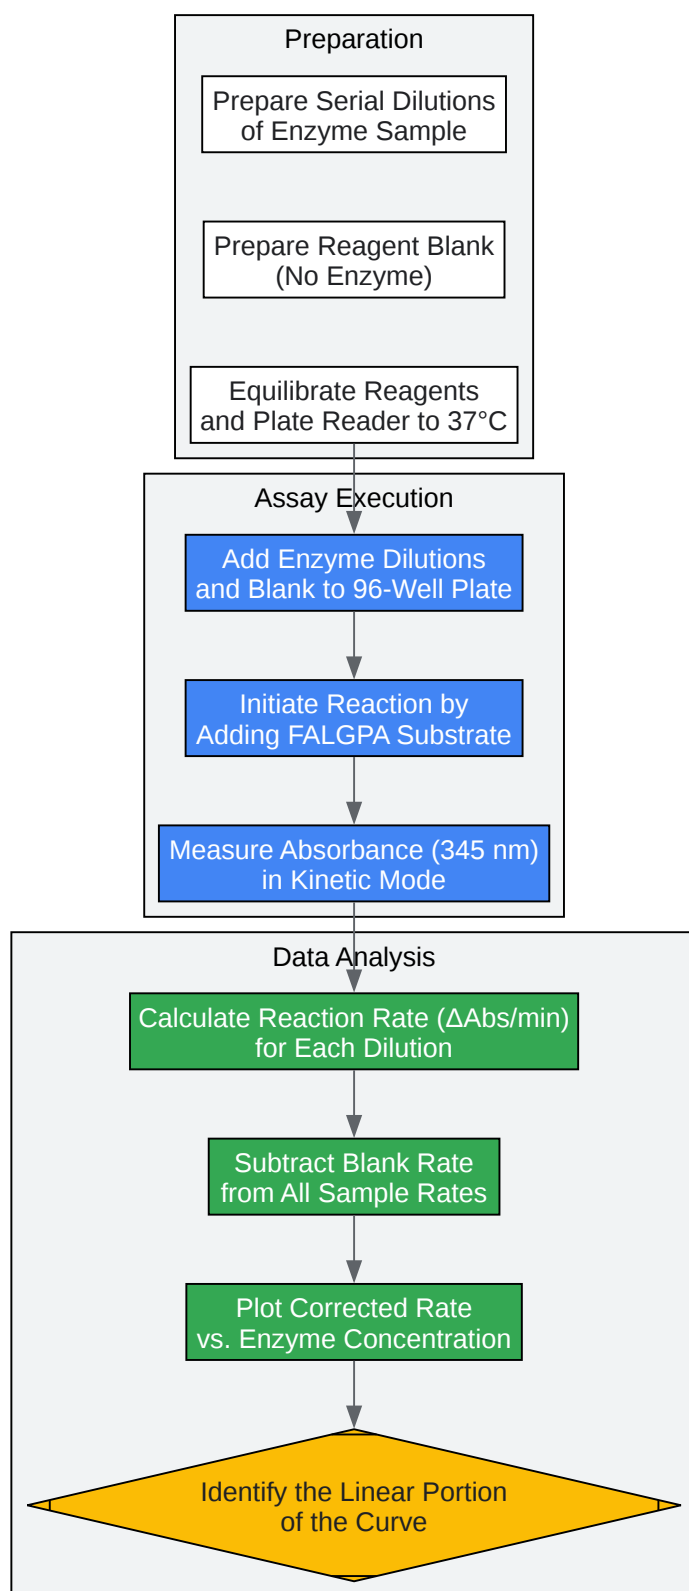 Preparation
Prepare Serial Dilutions
of Enzyme Sample
Prepare Reagent Blank
(No Enzyme)
Equilibrate Reagents
and Plate Reader to 37°C
Assay Execution
Add Enzyme Dilutions
and Blank to 96-Well Plate
Initiate Reaction by
Adding FALGPA Substrate
Measure Absorbance (345 nm)
in Kinetic Mode
Data Analysis
Calculate Reaction Rate (ΔAbs/min)
for Each Dilution
Subtract Blank Rate
from All Sample Rates
Plot Corrected Rate
vs. Enzyme Concentration
Identify the Linear Portion
of the Curve